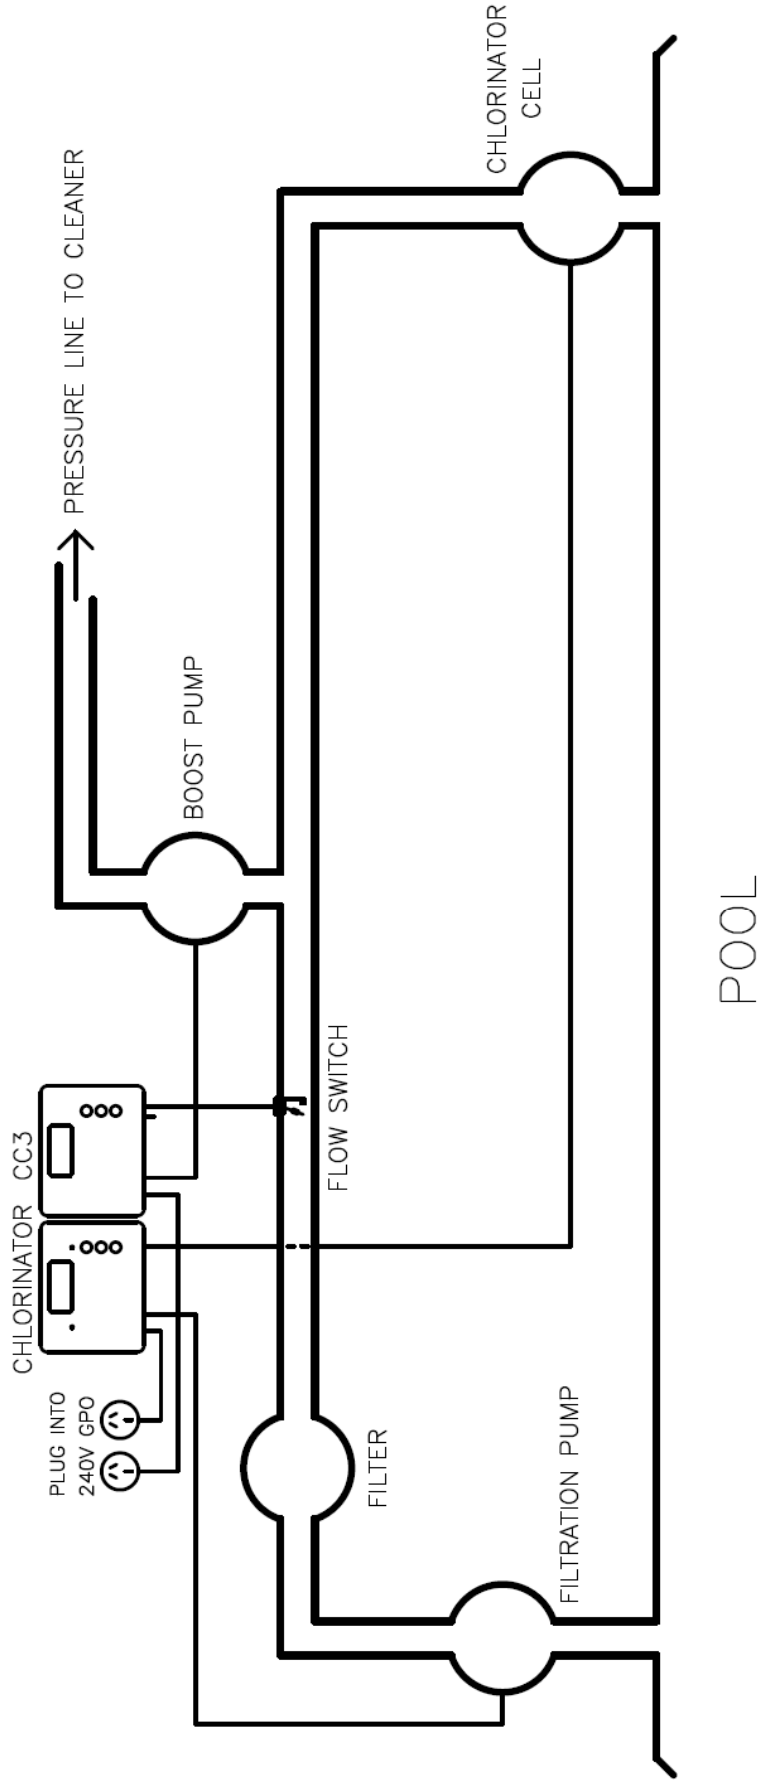 PLUG INTO
240V GPO
CHLORINATOR
CC3
PRESSURE LINE TO CLEANER
BOOST PUMP
FLOW SWITCH
FILTER
FILTRATION PUMP
CHLORINATOR
CELL
POOL